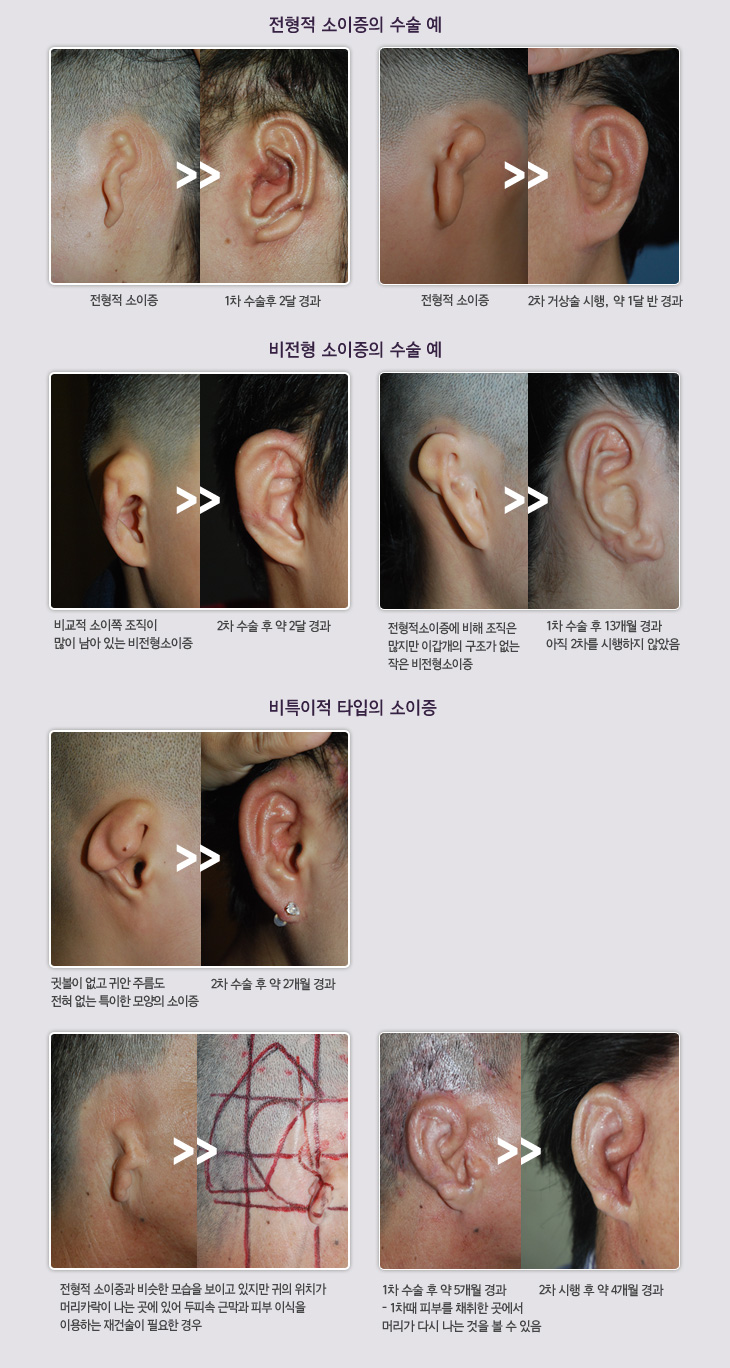 전형적 소이증의 수술 예
>>
>>
전형적 소이증
1차 수술후 2달 경과
전형적 소이증
2차 거상술 시행, 약 1달 반 경과
비전형 소이증의 수술 예
>>
>>
비교적 소이쪽 조직이
많이 남아 있는 비전형소이증
2차 수술 후 약 2달 경과
전형적소이증에 비해 조직은
많지만 이갑개의 구조가 없는
작은 비전형소이증
1차 수술 후 13개월 경과
아직 2차를 시행하지 않았음
비특이적 타입의 소이증
>>
귓볼이 없고 귀안 주름도
전혀 없는 특이한 모양의 소이증
2차 수술 후 약 2개월 경과
>>
>>
전형적 소이증과 비슷한 모습을 보이고 있지만 귀의 위치가
머리카락이 나는 곳에 있어 두피속 근막과 피부 이식을
이용하는 재건술이 필요한 경우
1차 수술 후 약 5개월 경과
- 1차때 피부를 채취한 곳에서
머리가 다시 나는 것을 볼 수 있음
2차 시행 후 약 4개월 경과